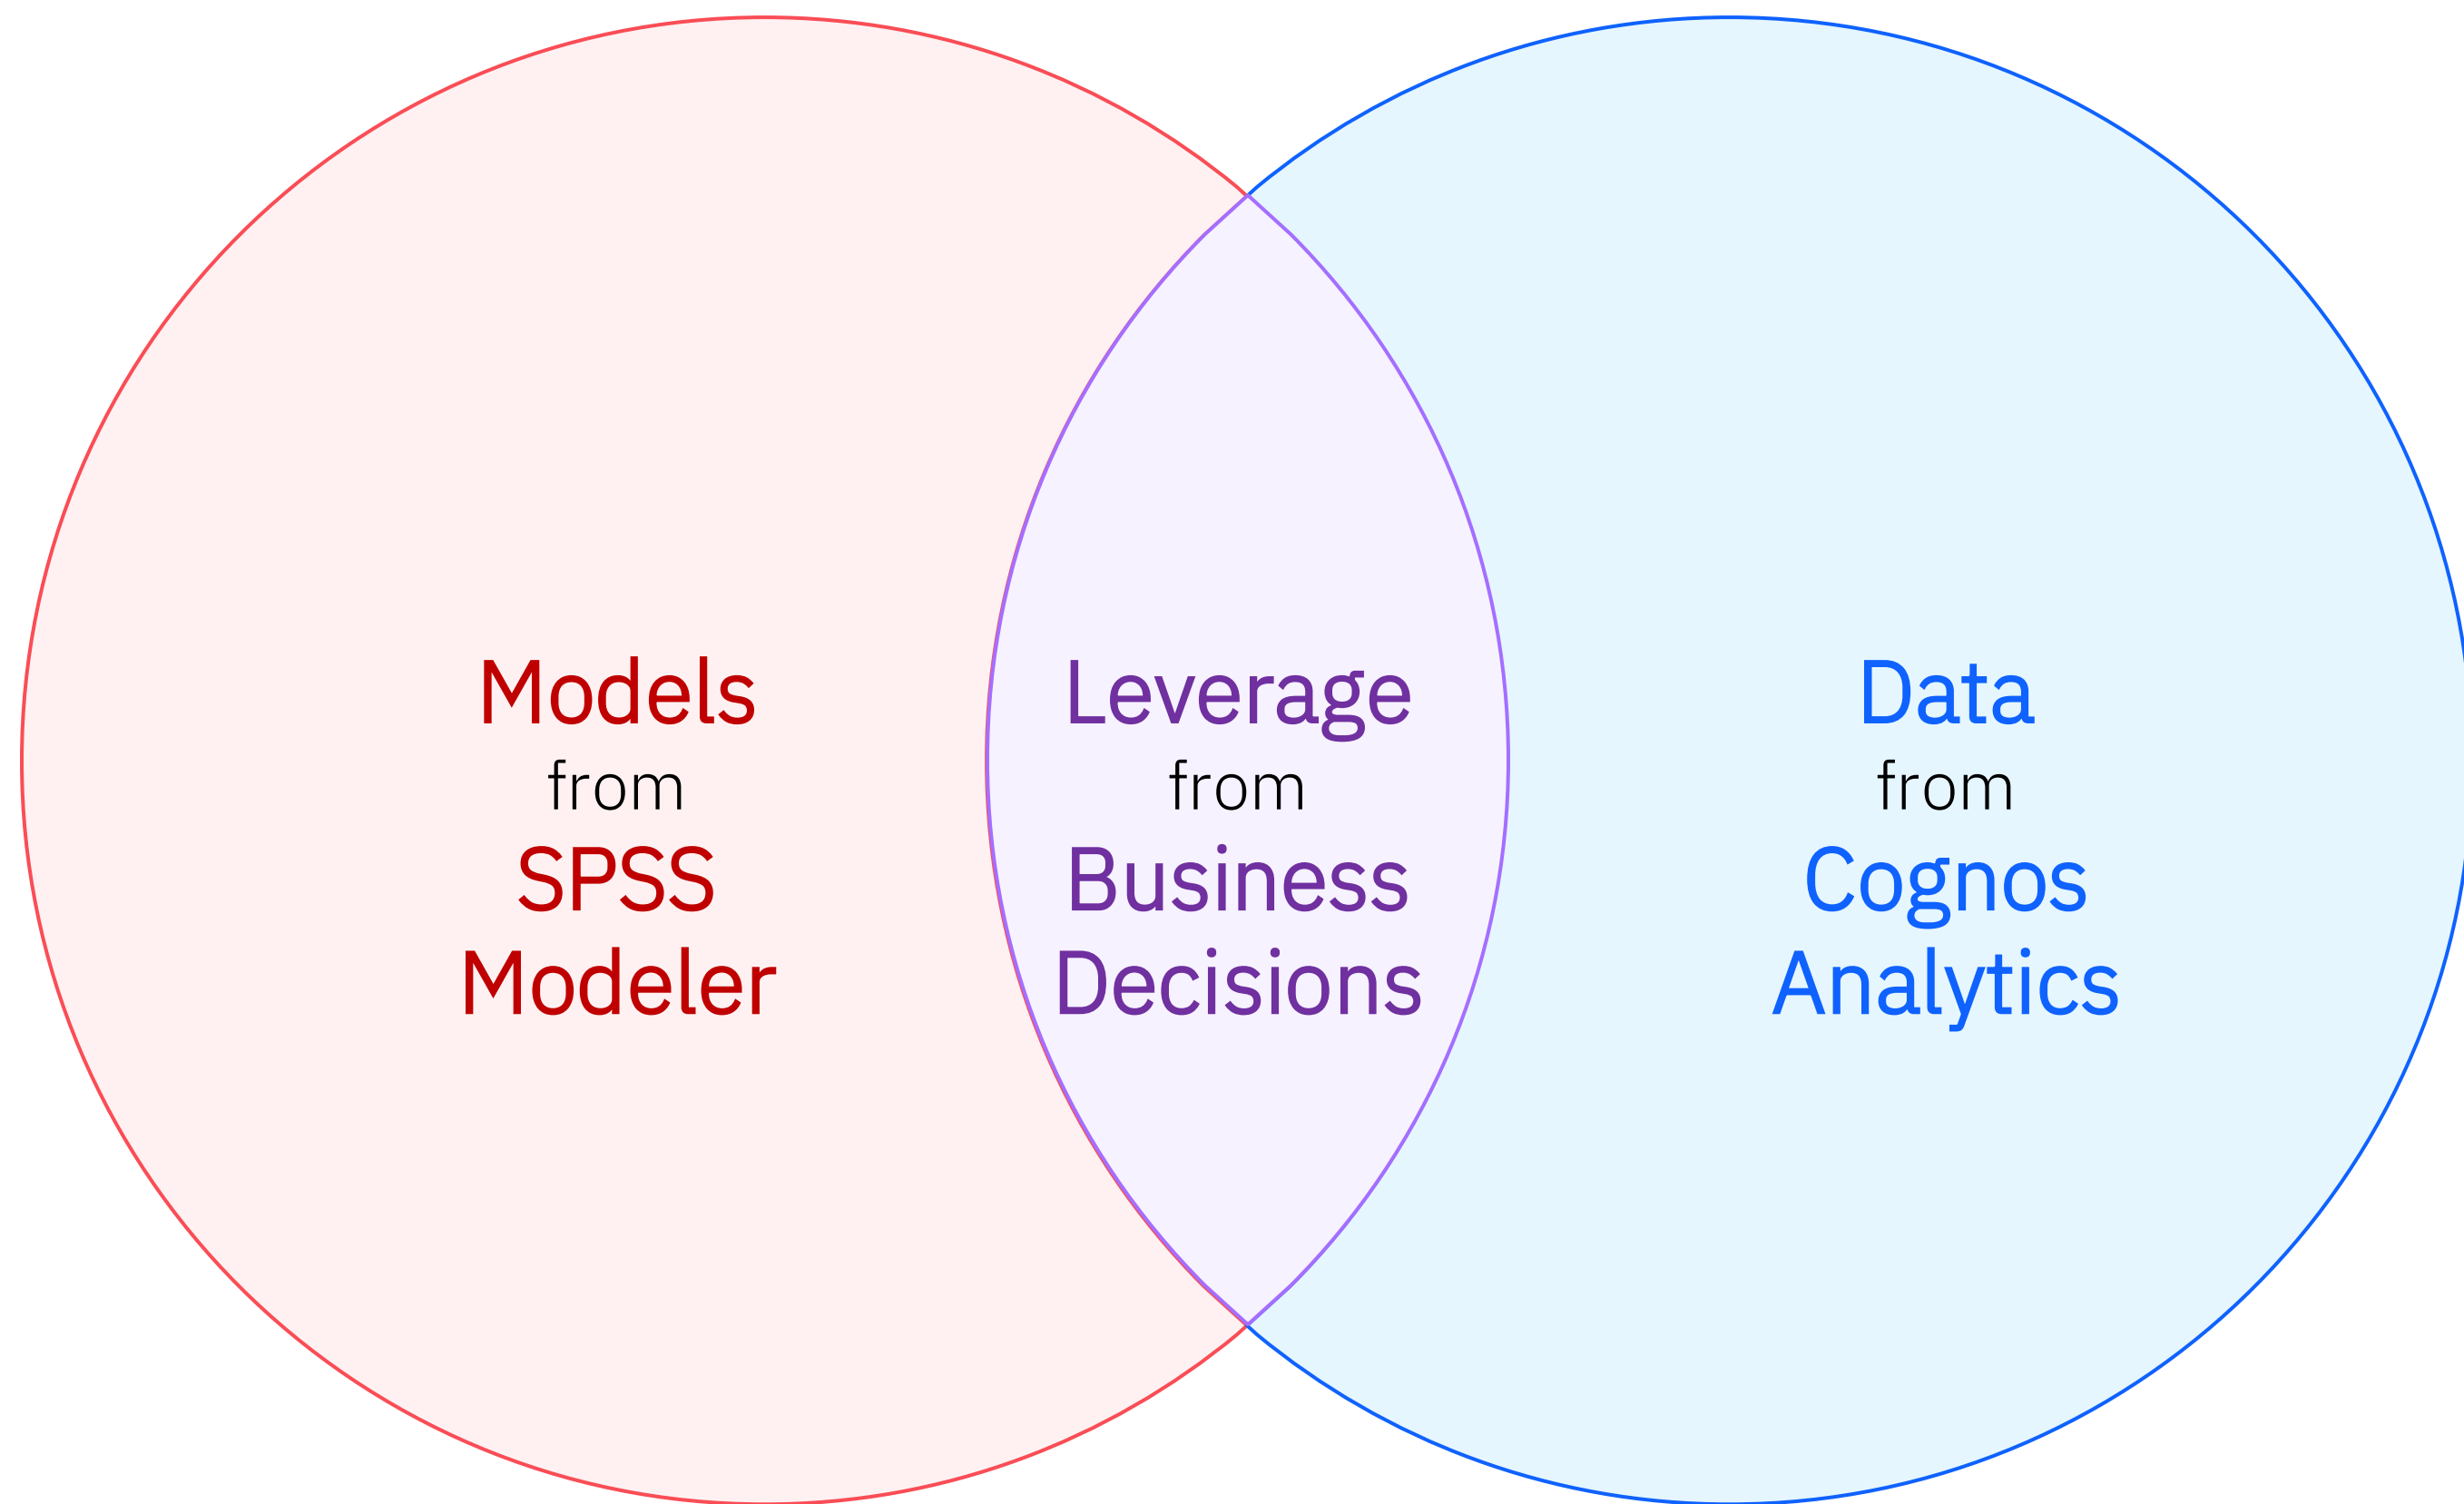 Models
from
SPSS
Modeler
Leverage
from
Business
Decisions
Data
from
Cognos
Analytics